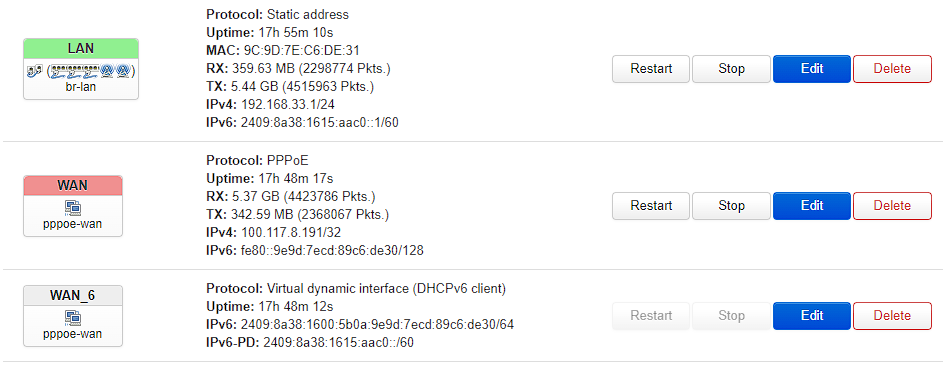 LAN
br-lan
Protocol: Static address
Uptime: 17h 55m 10s
MAC: 9C:9D:7E:C6:DE:31
RX: 359.63 MB (2298774 Pkts.)
TX: 5.44 GB (4515963 Pkts.)
IPv4: 192.168.33.1/24
IPv6: 2409:8a38:1615:aac0::1/60
Restart Stop Edit Delete
WAN
pppoe-wan
Protocol: PPPoE
Uptime: 17h 48m 17s
RX: 5.37 GB (4423786 Pkts.)
TX: 342.59 MB (2368067 Pkts.)
IPv4: 100.117.8.191/32
IPv6: fe80::9e9d:7ecd:89c6:de30/128
Restart Stop Edit Delete
WAN_6
pppoe-wan
Protocol: Virtual dynamic interface (DHCPv6 client)
Uptime: 17h 48m 12s
IPv6: 2409:8a38:1600:5b0a:9e9d:7ecd:89c6:de30/64
IPv6-PD: 2409:8a38:1615:aac0::/60
Restart Stop Edit Delete